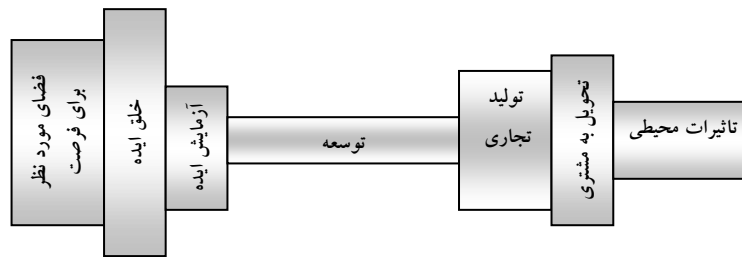 فضای مورد نظر
برای فرصت
خلق ایده
آزمایش ایده
توسعه
تولید
تجاری
تحویل به مشتری
تاثیرات محیطی